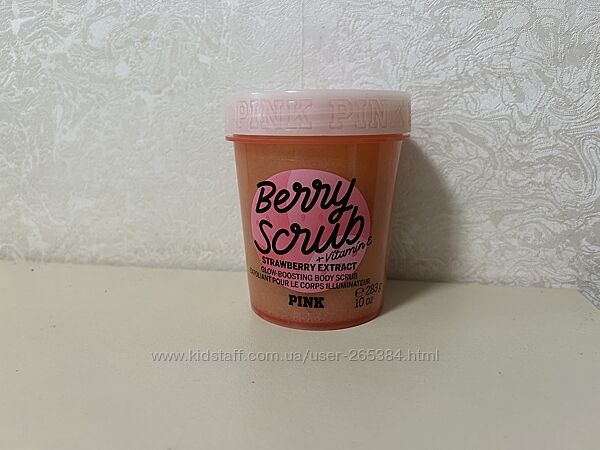 PINK PINK
Berry
Scrub
+ Vitamin E
STRAWBERRY EXTRACT
GLOW-BOOSTING BODY SCRUB
EXFOLIANT POUR LE CORPS ILLUMINATEUR
PINK
℮ 283 g
10 oz
www.kidstaff.com.ua/user-265384.html